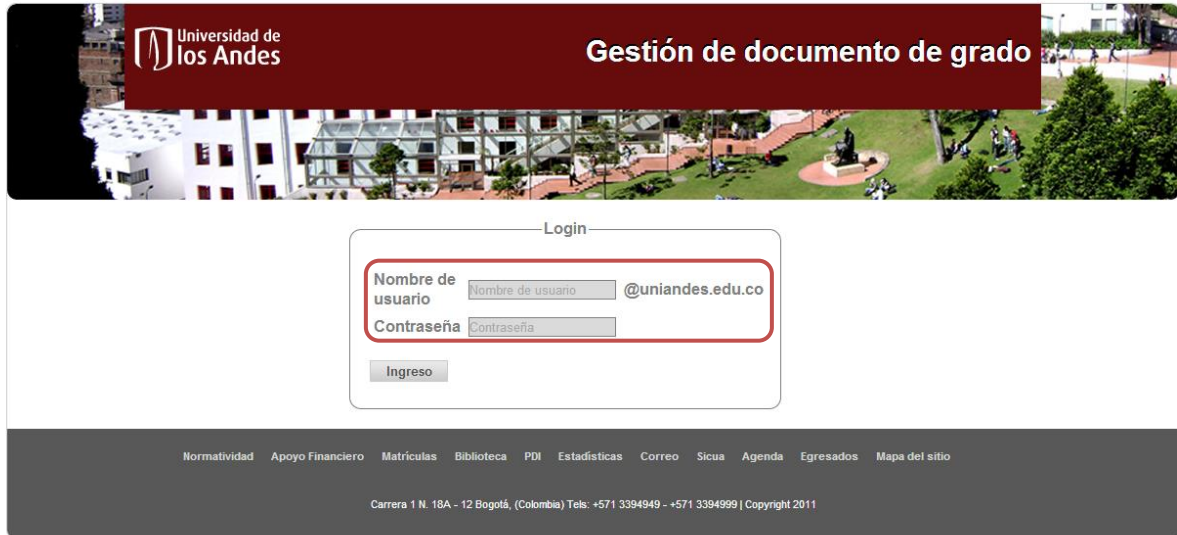 Universidad de
los Andes
Gestión de documento de grado
Login
Nombre de
usuario
Nombre de usuario
@uniandes.edu.co
Contraseña
Contraseña
Ingreso
Normatividad Apoyo Financiero Matrículas Biblioteca PDI Estadísticas Correo Sicua Agenda Egresados Mapa del sitio
Carrera 1 N. 18A - 12 Bogotá, (Colombia) Tels: +571 3394949 - +571 3394999 | Copyright 2011